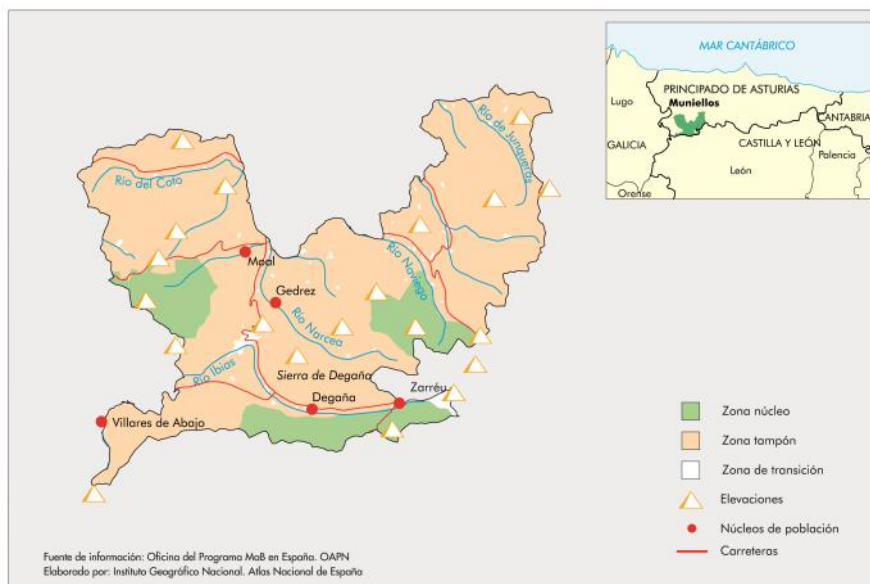 MAR CANTÁBRICO
PRINCIPADO DE ASTURIAS
Lugo
Muniellos
CANTABRIA
GALICIA
CASTILLA Y LEÓN
Palencia
León
Orense
Río de Junqueras
Río del Coto
Moal
Río Naviego
Gedrez
Río Narcea
Río Ibias
Sierra de Degaña
Zarréu
Degaña
Villares de Abajo
Zona núcleo
Zona tampón
Zona de transición
Elevaciones
Núcleos de población
Carreteras
Fuente de información: Oficina del Programa MaB en España. OAPN
Elaborado por: Instituto Geográfico Nacional. Atlas Nacional de España